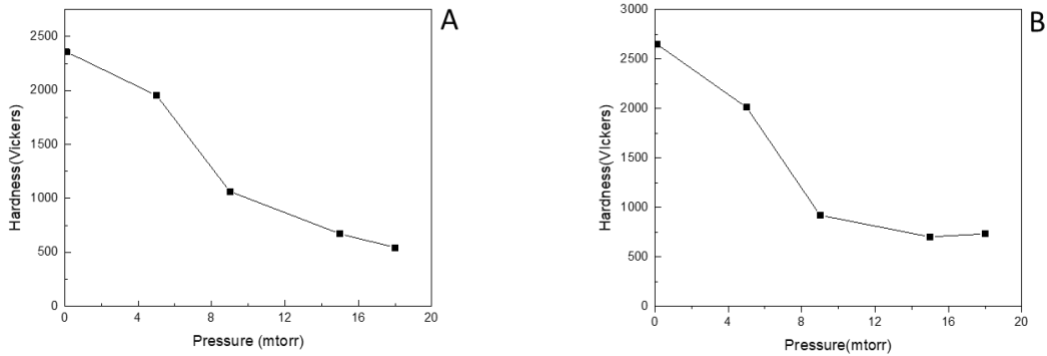 A
Hardness(Vickers)
2500
2000
1500
1000
500
0
0 4 8 12 16 20
Pressure (mtorr)
B
Hardness(VIckers)
3000
2500
2000
1500
1000
500
0
0 4 8 12 16 20
Pressure(mtorr)